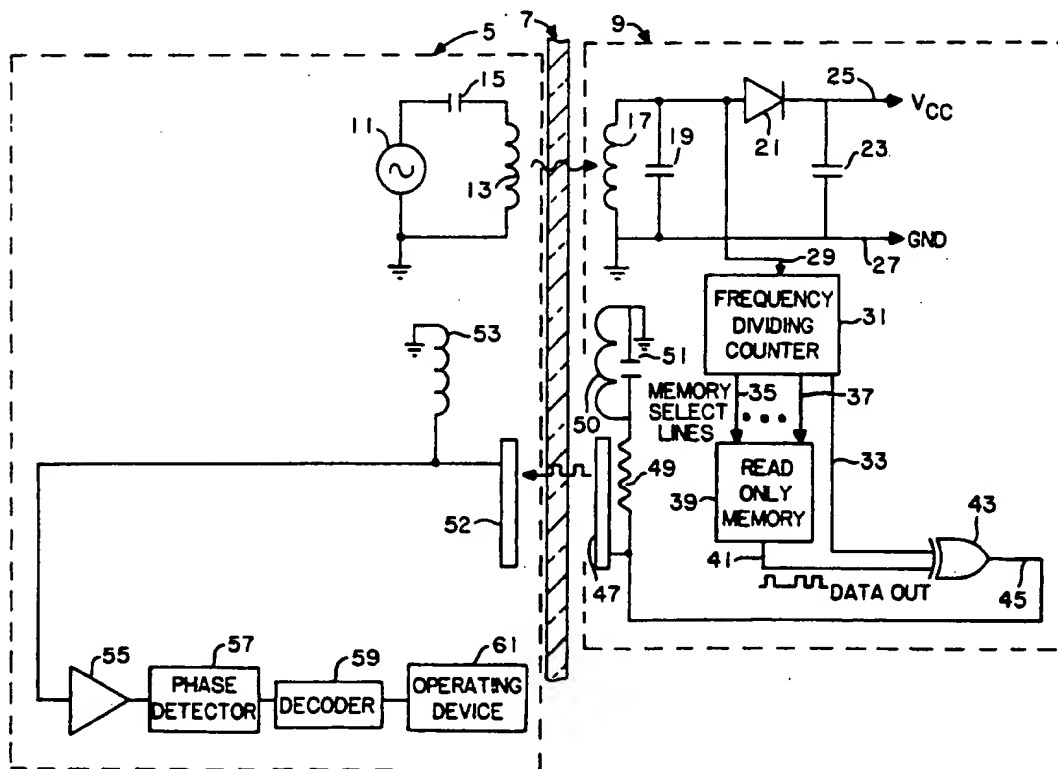 5
7
9
15
11
13
17
19
21
25
V_CC
23
GND
27
29
FREQUENCY
DIVIDING
COUNTER
31
53
51
50
MEMORY
SELECT
LINES
35
37
33
49
52
47
39
READ
ONLY
MEMORY
41
43
DATA OUT
45
55
57
PHASE
DETECTOR
59
DECODER
61
OPERATING
DEVICE